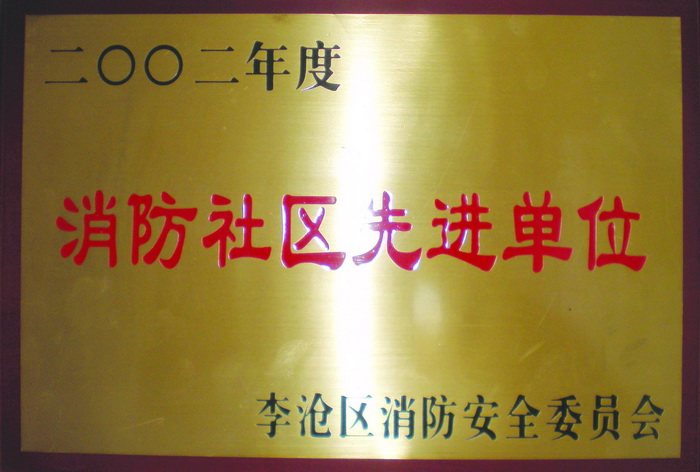 二〇〇二年度
消防社区先进单位
李沧区消防安全委员会